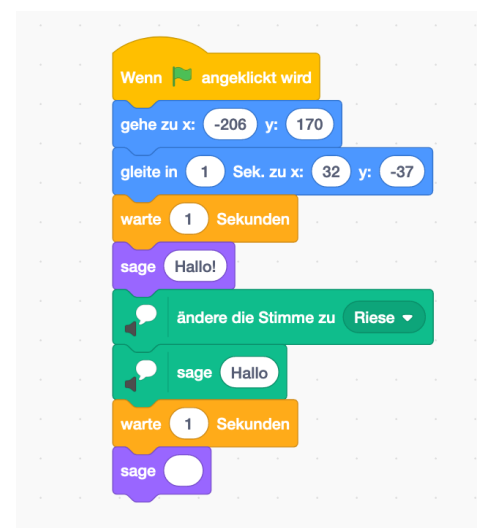 Wenn angeklickt wird
gehe zu x: -206 y: 170
gleite in 1 Sek. zu x: 32 y: -37
warte 1 Sekunden
sage Hallo!
ändere die Stimme zu Riese
sage Hallo
warte 1 Sekunden
sage